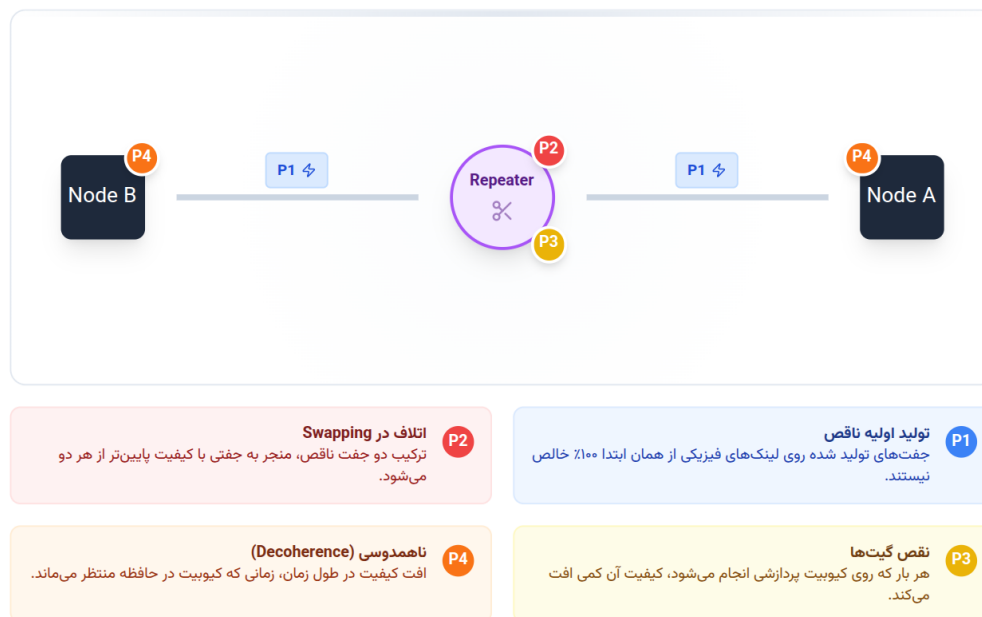 P4
Node B
P1
Repeater
P2
P3
P1
P4
Node A
P1
تولید اولیه ناقص
جفت‌های تولید شده روی لینک‌های فیزیکی از همان ابتدا ۱۰۰٪ خالص
نیستند.
P2
اتلاف در Swapping
ترکیب دو جفت ناقص، منجر به جفتی با کیفیت پایین‌تر از هر دو
می‌شود.
P3
نقص گیت‌ها
هر بار که روی کیوبیت پردازشی انجام می‌شود، کیفیت آن کمی افت
می‌کند.
P4
ناهمدوسی (Decoherence)
افت کیفیت در طول زمان، زمانی که کیوبیت در حافظه منتظر می‌ماند.